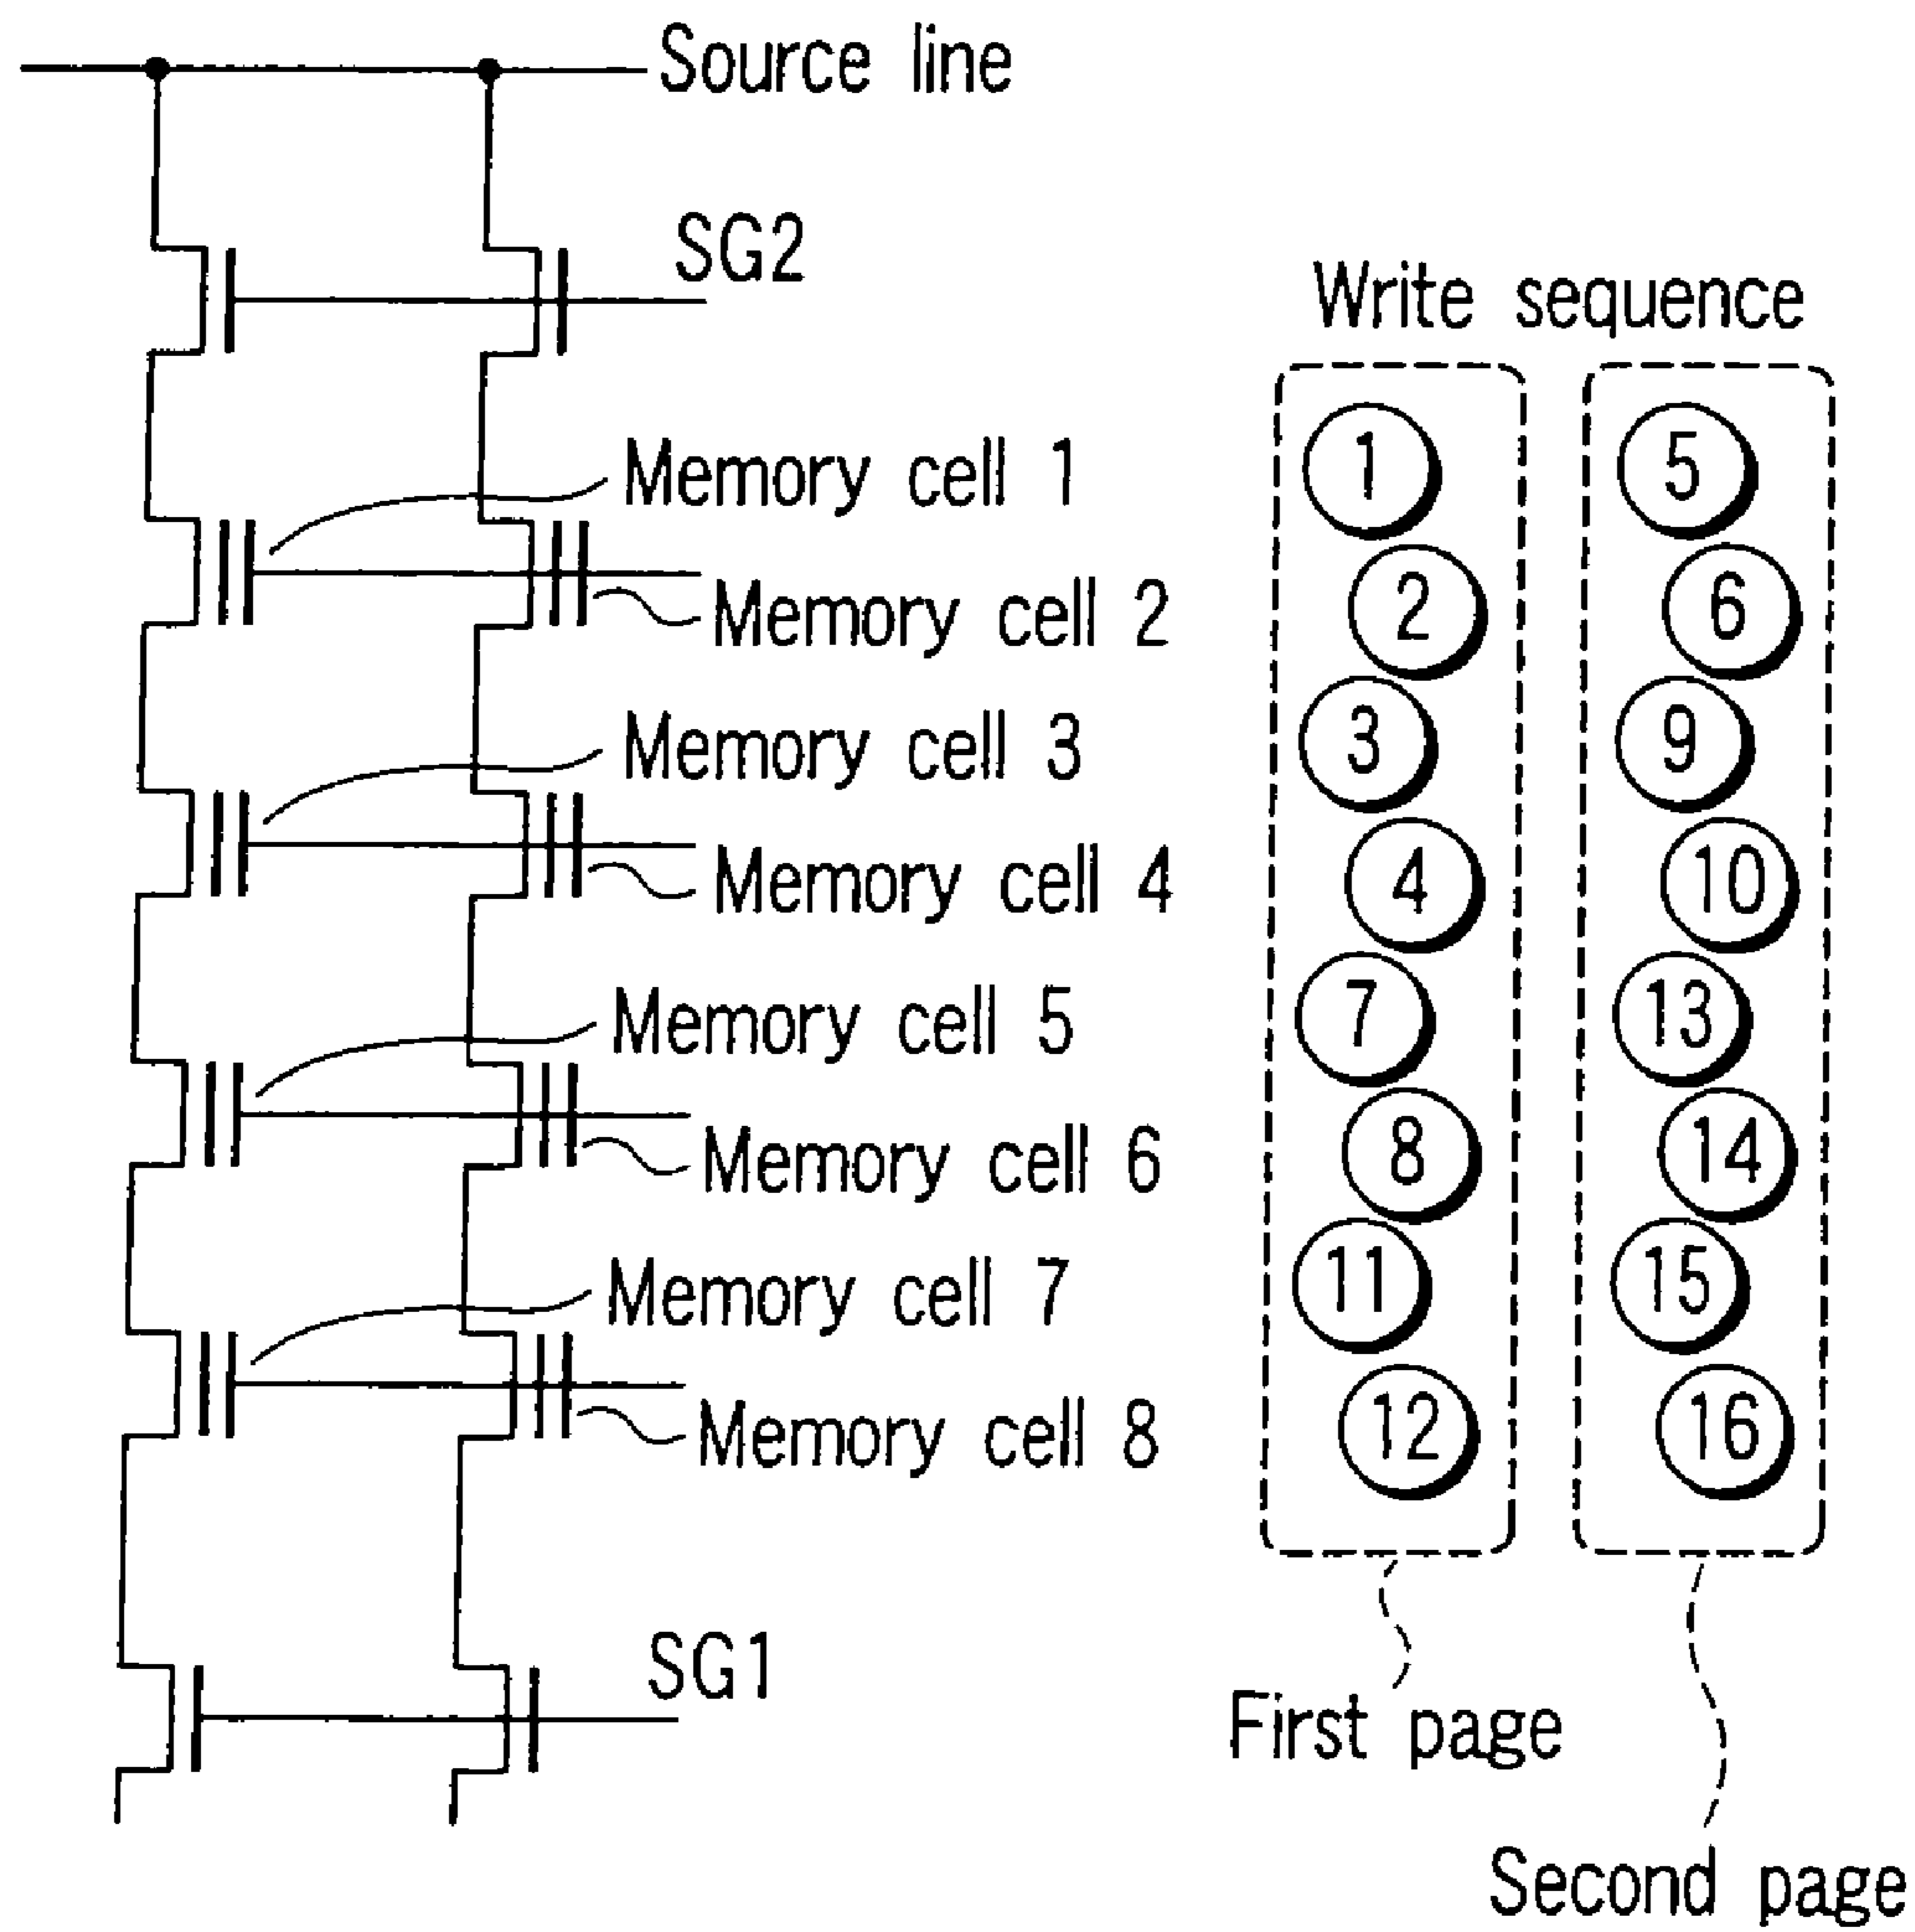 Source line
SG2
Write sequence
Memory cell 1
1 5
Memory cell 2
2 6
Memory cell 3
3 9
Memory cell 4
4 10
Memory cell 5
7 13
Memory cell 6
8 14
Memory cell 7
11 15
Memory cell 8
12 16
SG1
First page
Second page